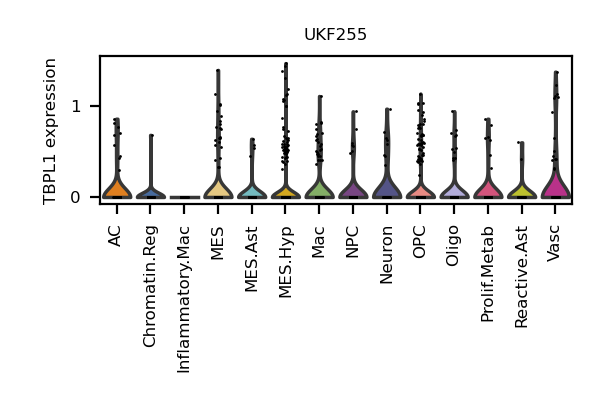 UKF255
TBPL1 expression
1
0
AC
Chromatin.Reg
Inflammatory.Mac
MES
MES.Ast
MES.Hyp
Mac
NPC
Neuron
OPC
Oligo
Prolif.Metab
Reactive.Ast
Vasc